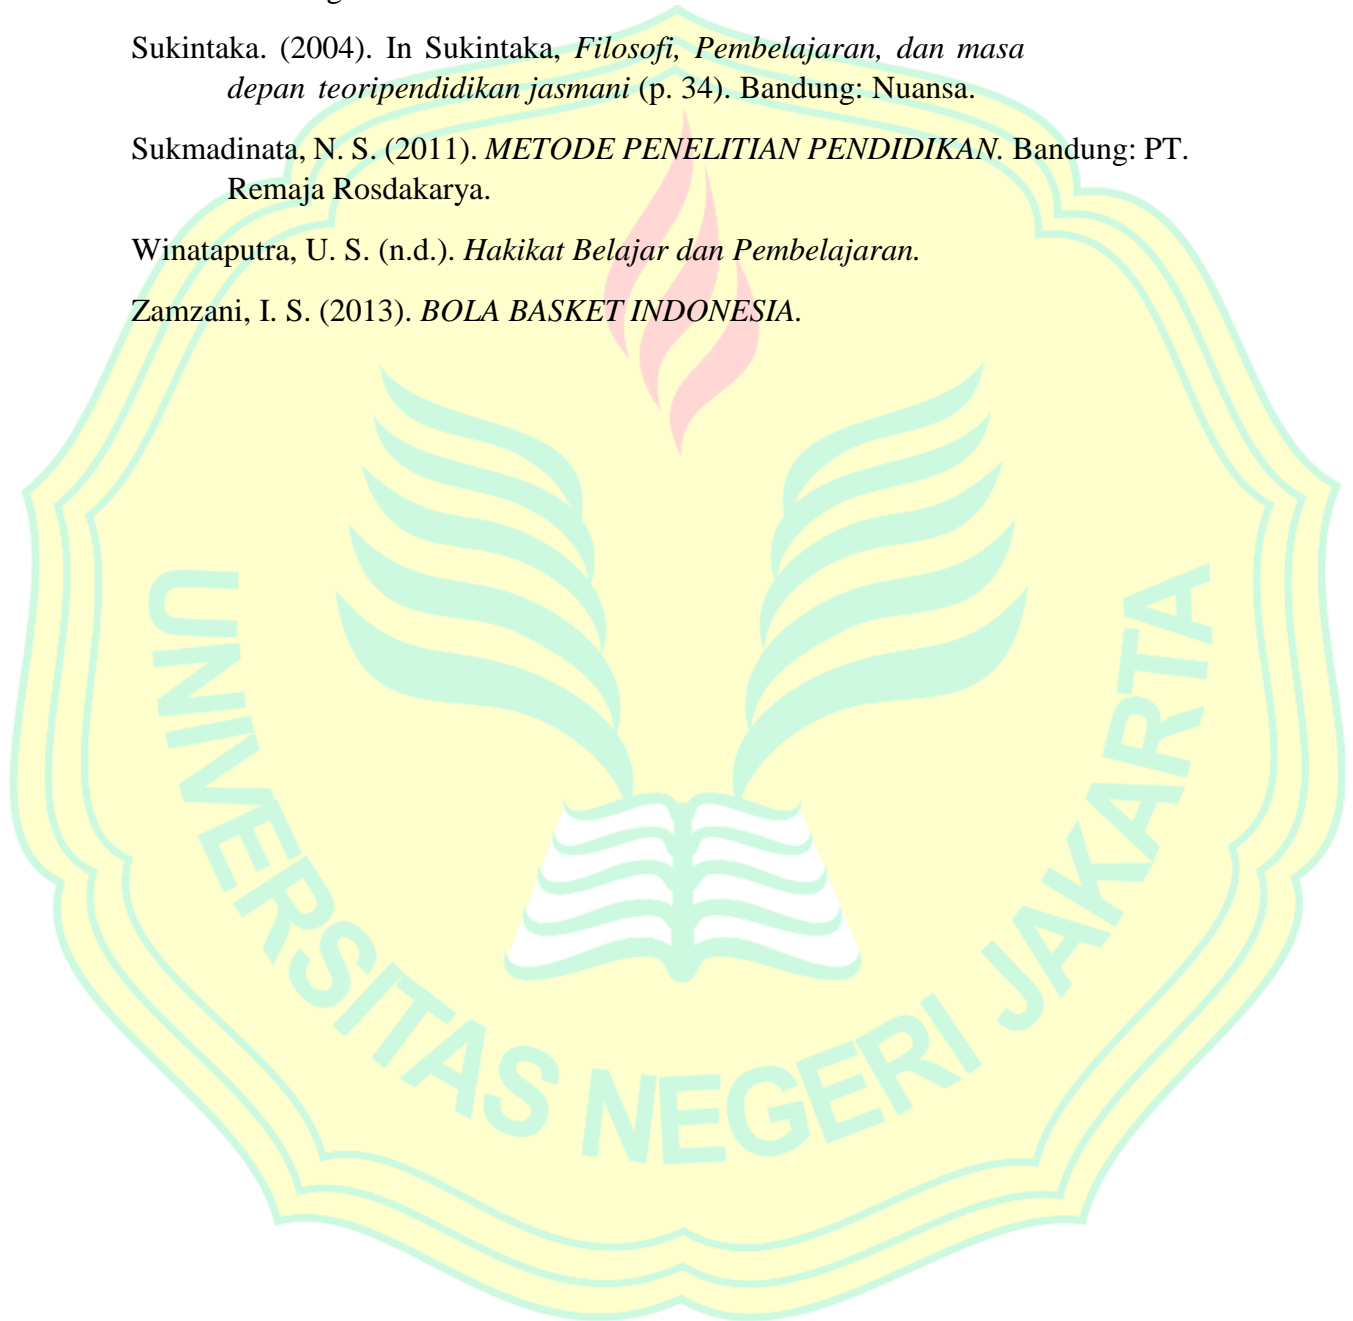 Sukintaka. (2004). In Sukintaka, Filosofi, Pembelajaran, dan masa
depan teoripendidikan jasmani (p. 34). Bandung: Nuansa.
Sukmadinata, N. S. (2011). METODE PENELITIAN PENDIDIKAN. Bandung: PT.
Remaja Rosdakarya.
Winataputra, U. S. (n.d.). Hakikat Belajar dan Pembelajaran.
Zamzani, I. S. (2013). BOLA BASKET INDONESIA.
UNIVERSITAS NEGERI JAKARTA